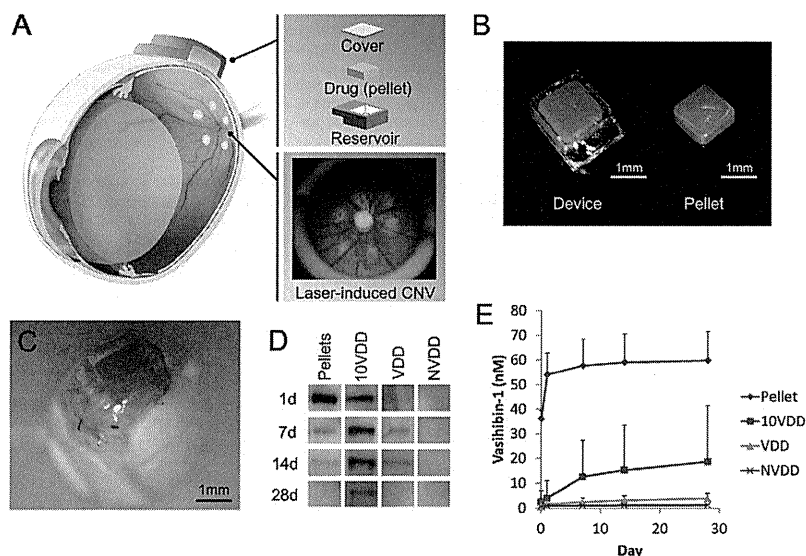 A
Cover
Drug (pellet)
Reservoir
Laser-induced CNV
B
1mm
1mm
Device
Pellet
C
1mm
D
Pellets
10VDD
VDD
NVDD
1d
7d
14d
28d
E
Vasihibin-1 (nM)
80
70
60
50
40
30
20
10
0
0
10
20
30
Day
Pellet
10VDD
VDD
NVDD